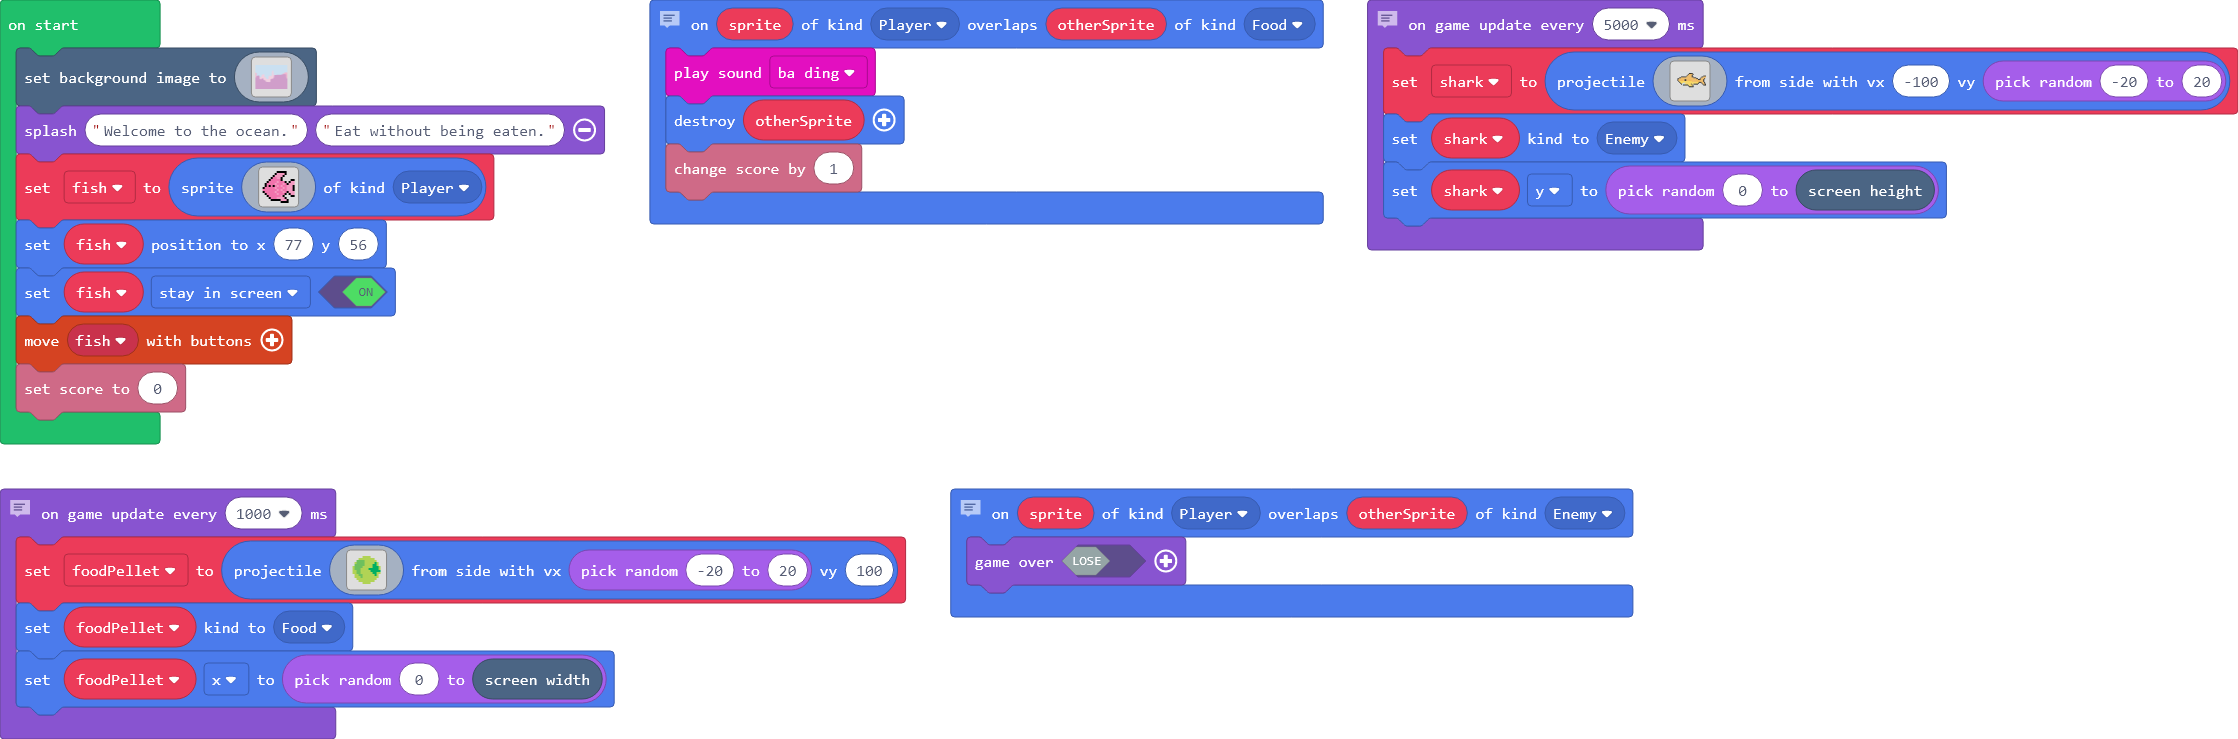 on start
set background image to
splash "Welcome to the ocean." "Eat without being eaten."
set fish to sprite of kind Player
set fish position to x 77 y 56
set fish stay in screen ON
move fish with buttons
set score to 0
on sprite of kind Player overlaps otherSprite of kind Food
play sound ba ding
destroy otherSprite
change score by 1
on game update every 5000 ms
set shark to projectile from side with vx -100 vy pick random -20 to 20
set shark kind to Enemy
set shark y to pick random 0 to screen height
on game update every 1000 ms
set foodPellet to projectile from side with vx pick random -20 to 20 vy 100
set foodPellet kind to Food
set foodPellet x to pick random 0 to screen width
on sprite of kind Player overlaps otherSprite of kind Enemy
game over LOSE